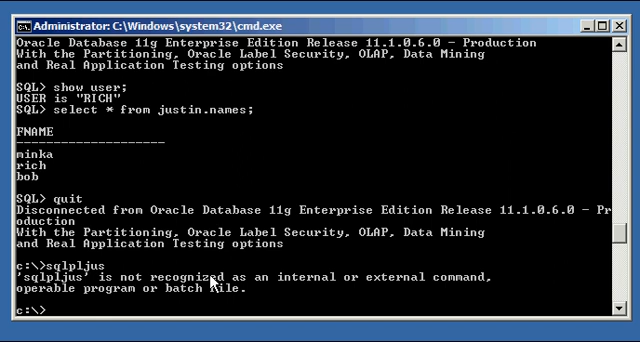 Administrator: C:\Windows\system32\cmd.exe
Oracle Database 11g Enterprise Edition Release 11.1.0.6.0 - Production
With the Partitioning, Oracle Label Security, OLAP, Data Mining
and Real Application Testing options
SQL> show user;
USER is "RICH"
SQL> select * from justin.names;
FNAME
--------------------
minka
rich
bob
SQL> quit
Disconnected from Oracle Database 11g Enterprise Edition Release 11.1.0.6.0 - Pr
oduction
With the Partitioning, Oracle Label Security, OLAP, Data Mining
and Real Application Testing options
c:\>sqlpljus
'sqlpljus' is not recognized as an internal or external command,
operable program or batch file.
c:\>